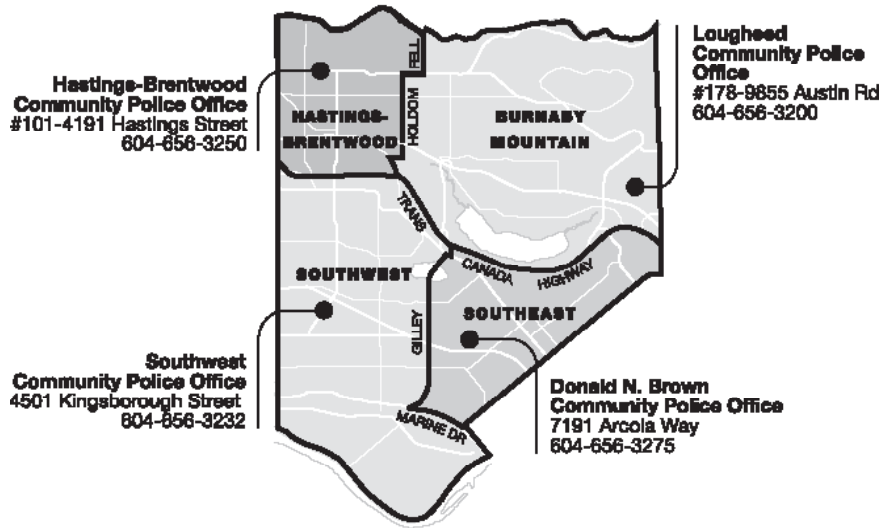 Hastings-Brentwood
Community Police Office
#101-4191 Hastings Street
604-656-3250
Lougheed
Community Police
Office
#178-9855 Austin Rd
604-656-3200
FELL
HOLDOM
HASTINGS-
BRENTWOOD
BURNABY
MOUNTAIN
TRANS
CANADA
HIGHWAY
SOUTHWEST
SOUTHEAST
GILLEY
MARINE DR
Southwest
Community Police Office
4501 Kingsborough Street
604-656-3232
Donald N. Brown
Community Police Office
7191 Arcola Way
604-656-3275